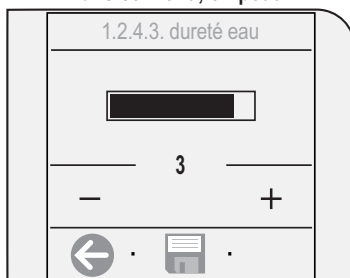 1.2.4.3. dureté eau
3
– +